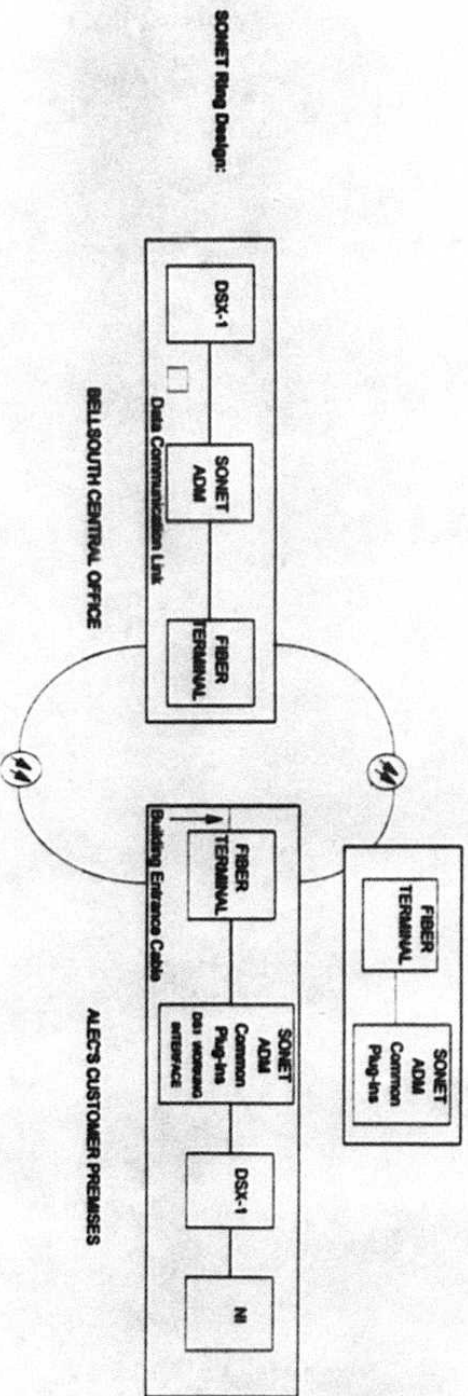 SONET Ring Design:
DSX-1
SONET
ADM
FIBER
TERMINAL
Data Communication Link
BELLSOUTH CENTRAL OFFICE
FIBER
TERMINAL
SONET
ADM
Common
Plug-ins
FIBER
TERMINAL
Building Entrance Cable
SONET
ADM
Common
Plug-ins
DS1 WORKING
INTERFACE
DSX-1
NI
ALEC'S CUSTOMER PREMISES